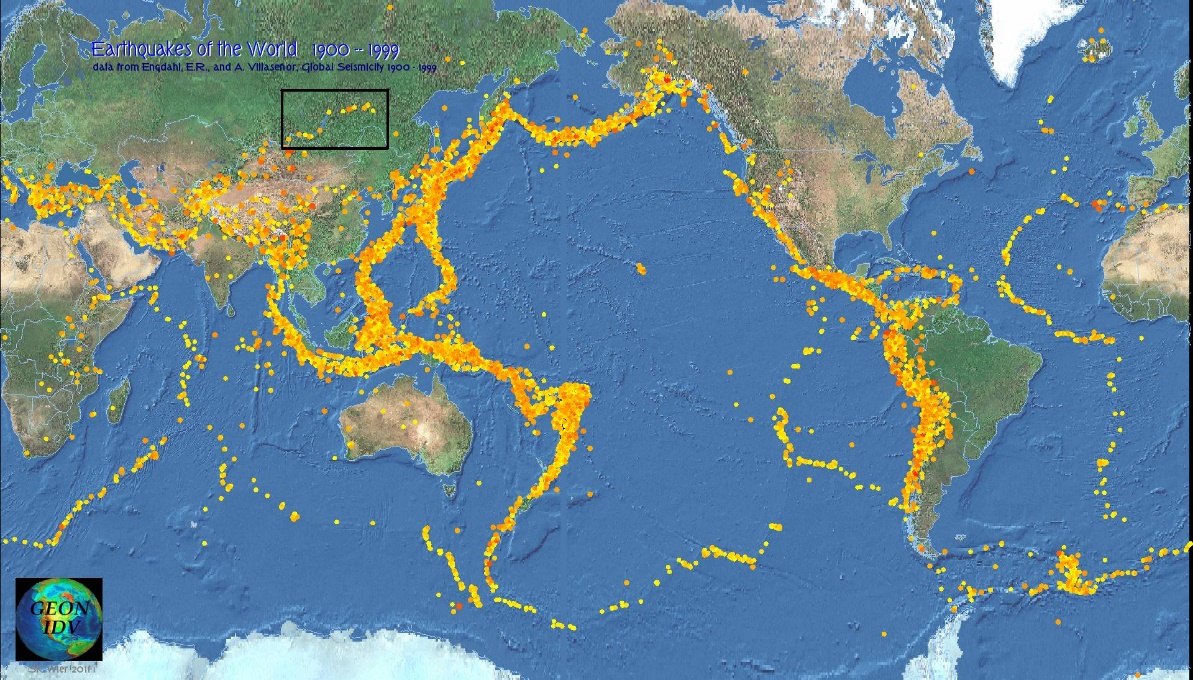 Earthquakes of the World 1900 – 1999
data from Engdahl, E.R., and A. Villaseñor, Global Seismicity 1900 - 1999
GEON
IDV